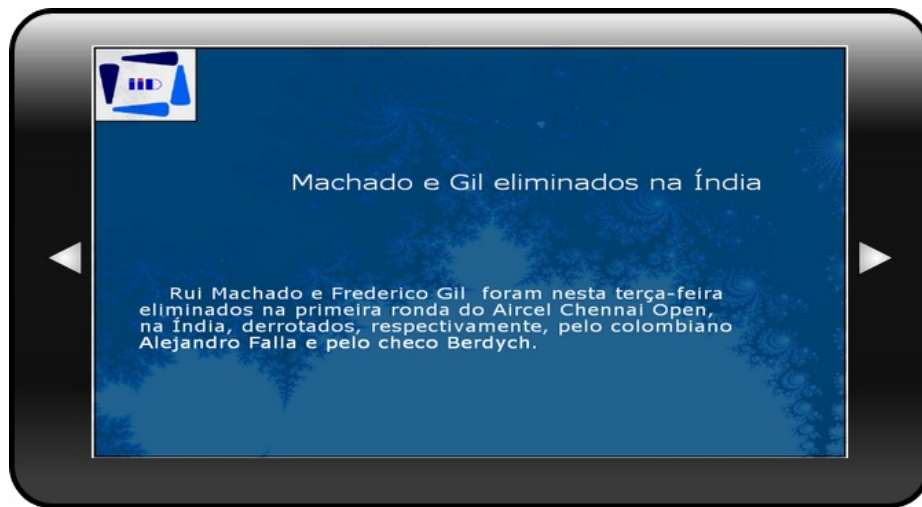 iiD
Machado e Gil eliminados na Índia
Rui Machado e Frederico Gil foram nesta terça-feira
eliminados na primeira ronda do Aircel Chennai Open,
na Índia, derrotados, respectivamente, pelo colombiano
Alejandro Falla e pelo checo Berdych.